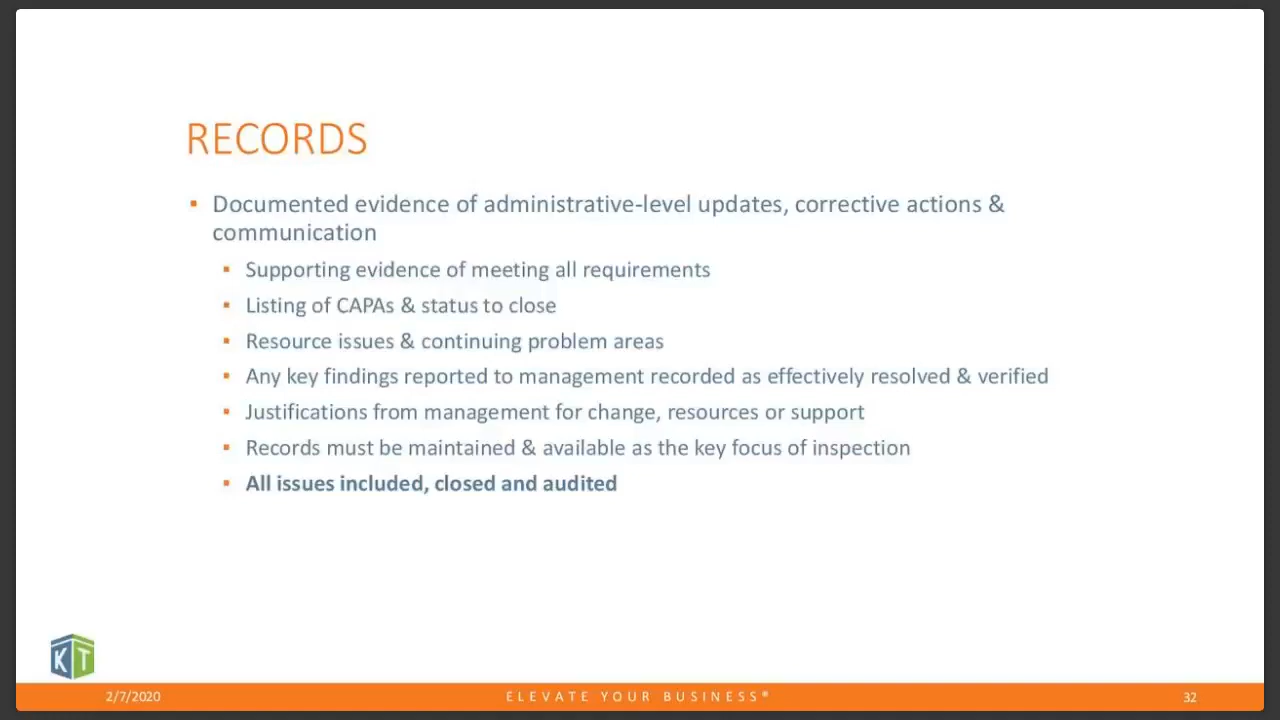 RECORDS
▪ Documented evidence of administrative-level updates, corrective actions &
communication
▪ Supporting evidence of meeting all requirements
▪ Listing of CAPAs & status to close
▪ Resource issues & continuing problem areas
▪ Any key findings reported to management recorded as effectively resolved & verified
▪ Justifications from management for change, resources or support
▪ Records must be maintained & available as the key focus of inspection
▪ All issues included, closed and audited
KT
2/7/2020 ELEVATE YOUR BUSINESS® 32